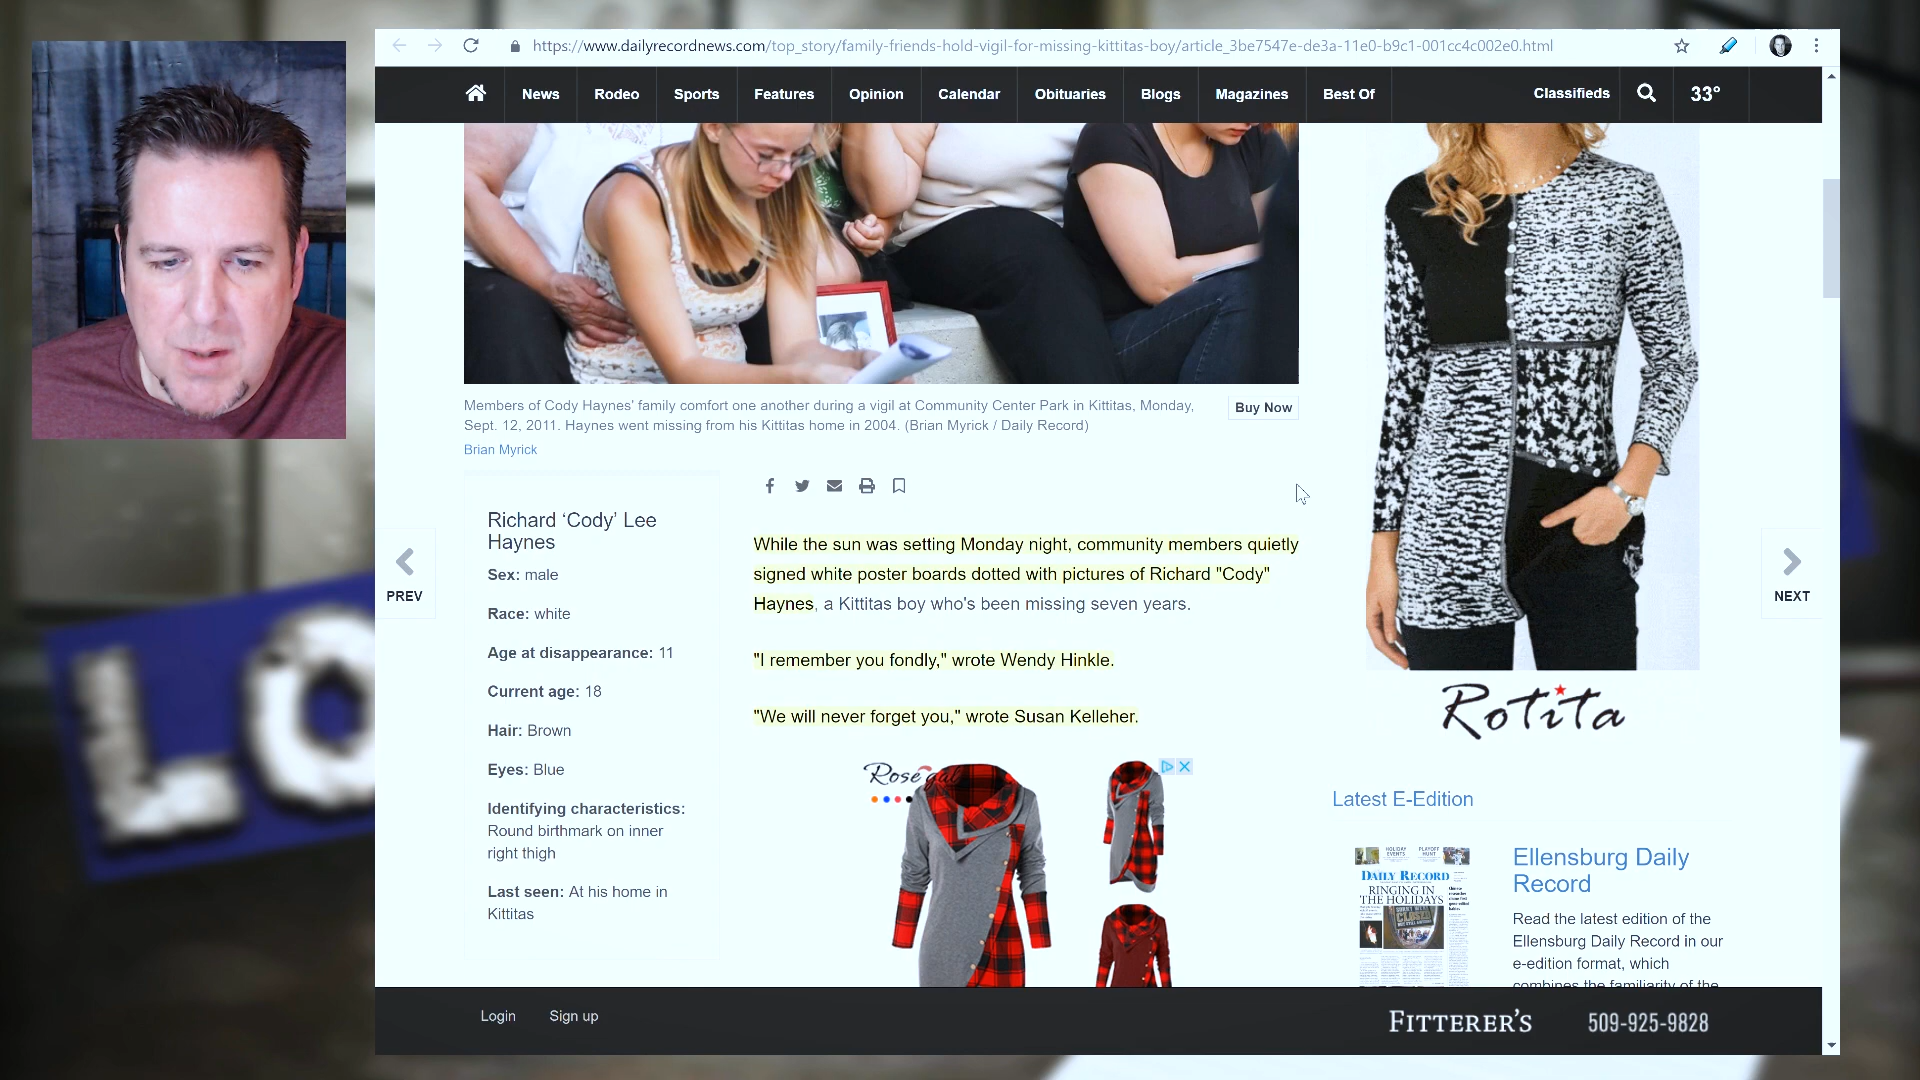 https://www.dailyrecordnews.com/top_story/family-friends-hold-vigil-for-missing-kittitas-boy/article_3be7547e-de3a-11e0-b9c1-001cc4c002e0.html
News Rodeo Sports Features Opinion Calendar Obituaries Blogs Magazines Best Of Classifieds 33°
Members of Cody Haynes' family comfort one another during a vigil at Community Center Park in Kittitas, Monday,
Sept. 12, 2011. Haynes went missing from his Kittitas home in 2004. (Brian Myrick / Daily Record)
Buy Now
Brian Myrick
Richard ‘Cody’ Lee
Haynes
Sex: male
Race: white
Age at disappearance: 11
Current age: 18
Hair: Brown
Eyes: Blue
Identifying characteristics:
Round birthmark on inner
right thigh
Last seen: At his home in
Kittitas
While the sun was setting Monday night, community members quietly
signed white poster boards dotted with pictures of Richard "Cody"
Haynes, a Kittitas boy who's been missing seven years.
"I remember you fondly," wrote Wendy Hinkle.
"We will never forget you," wrote Susan Kelleher.
Rosegal
PREV
NEXT
Rotita
Latest E-Edition
DAILY RECORD
RINGING IN
THE HOLIDAYS
Ellensburg Daily
Record
Read the latest edition of the
Ellensburg Daily Record in our
e-edition format, which
combines the familiarity of the
Login Sign up
FITTERER'S 509-925-9828
LO